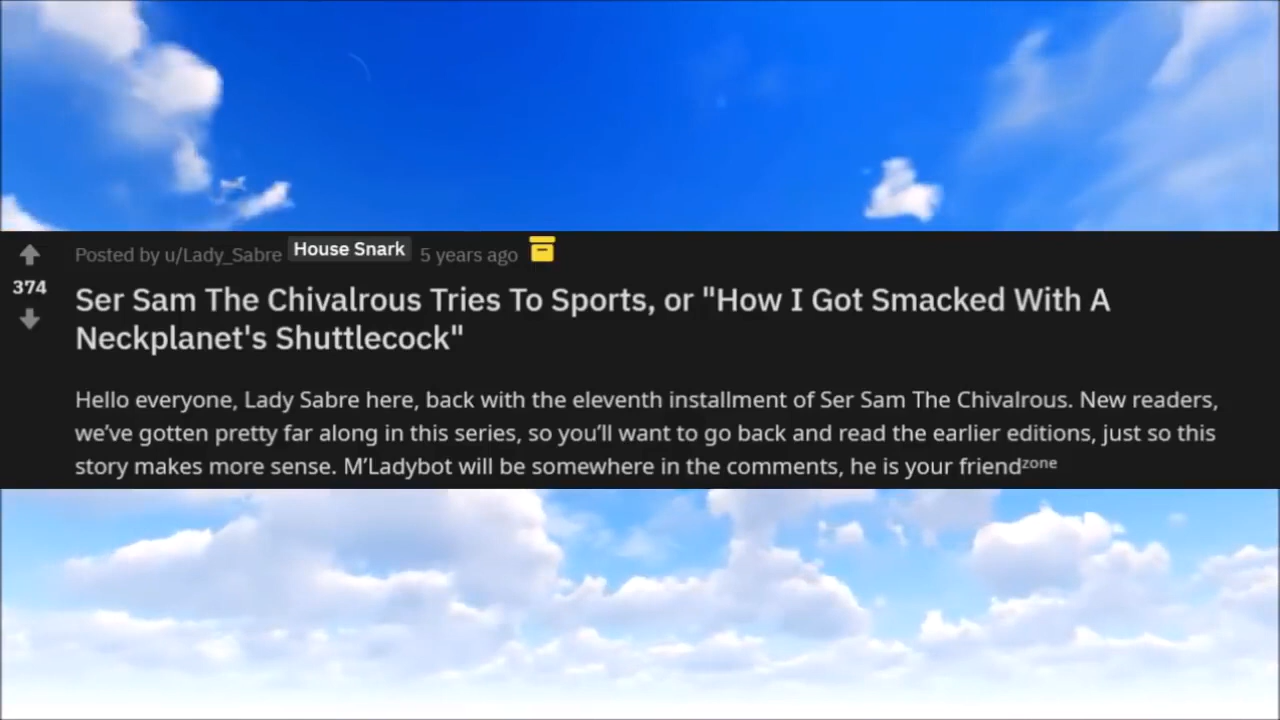 Posted by u/Lady_Sabre House Snark 5 years ago
374
Ser Sam The Chivalrous Tries To Sports, or "How I Got Smacked With A
Neckplanet's Shuttlecock"
Hello everyone, Lady Sabre here, back with the eleventh installment of Ser Sam The Chivalrous. New readers,
we’ve gotten pretty far along in this series, so you’ll want to go back and read the earlier editions, just so this
story makes more sense. M’Ladybot will be somewhere in the comments, he is your friendzone